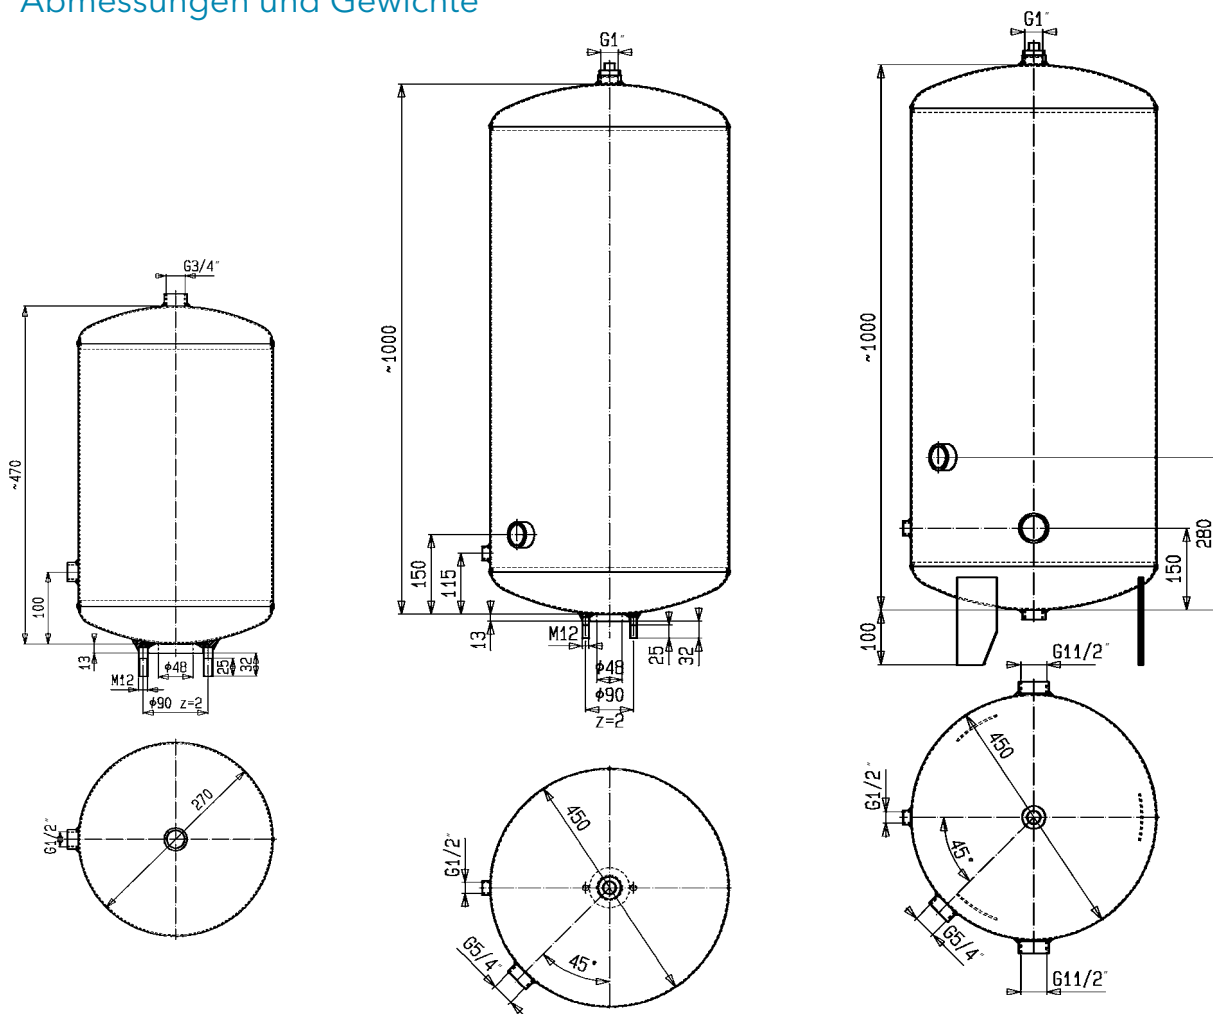 Abmessungen und Gewichte
G3/4"
~470
100
13
M12
ϕ48
25
32
ϕ90 z=2
270
G1/2"
G1"
~1000
150
115
13
M12
25
32
ϕ48
ϕ90
z=2
450
G1/2"
G5/4"
45°
G1"
~1000
280
150
100
G11/2"
450
G1/2"
45°
G5/4"
G11/2"